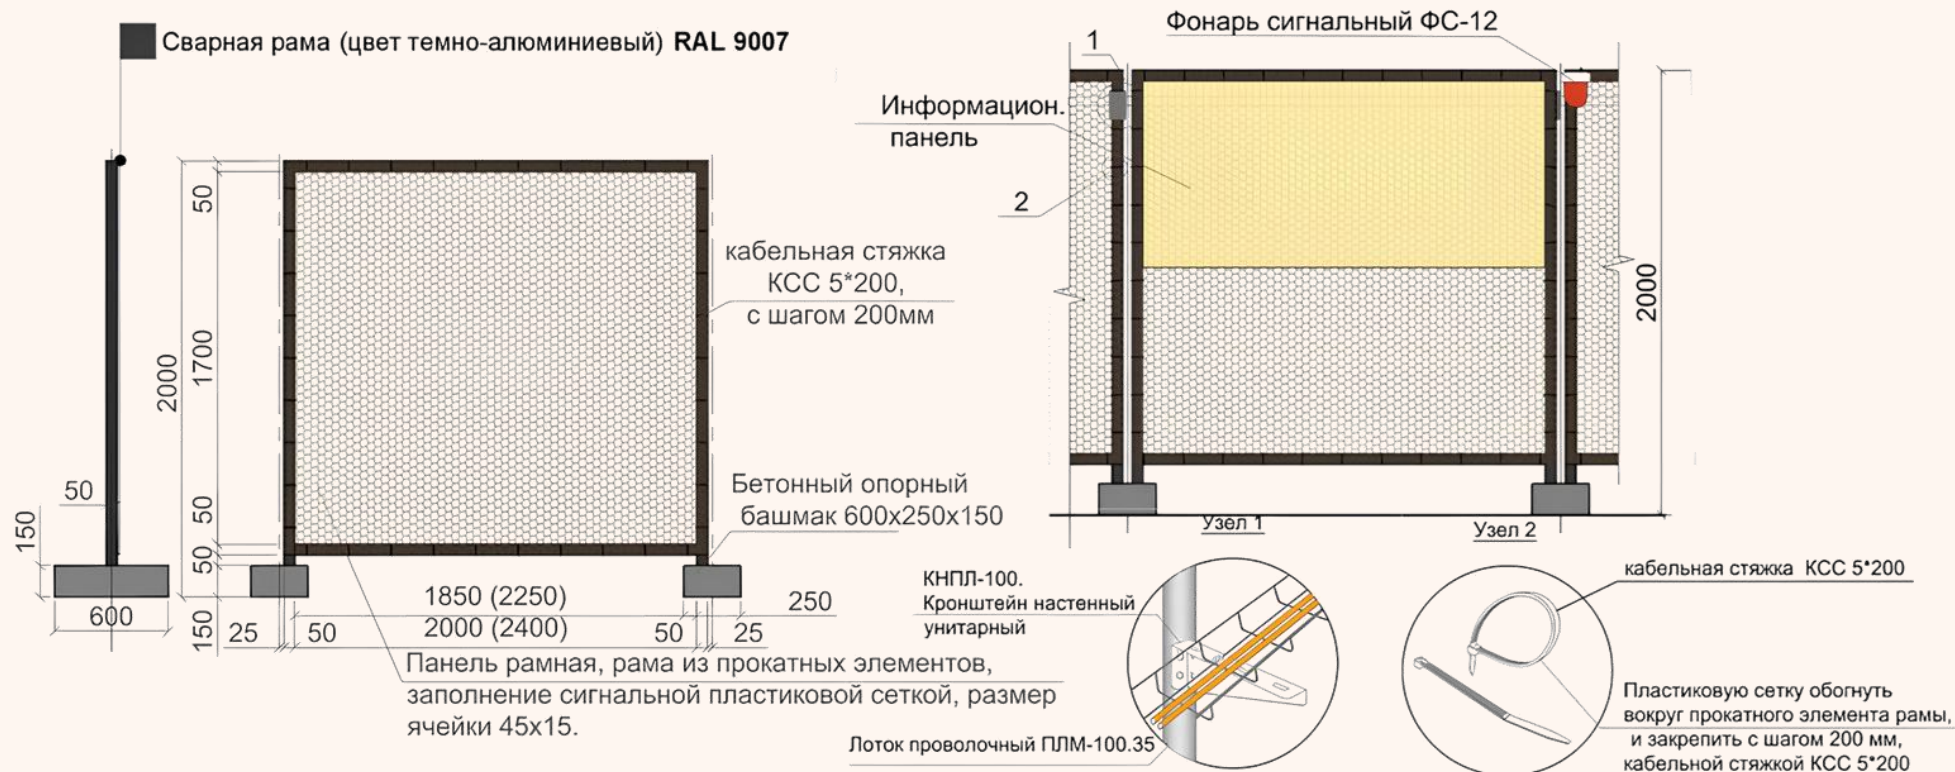 Сварная рама (цвет темно-алюминиевый) RAL 9007
50
1700
2000
50
50
150
50
150
600
25
50
1850 (2250)
2000 (2400)
50
25
250
кабельная стяжка
КСС 5*200,
с шагом 200мм
Бетонный опорный
башмак 600x250x150
Панель рамная, рама из прокатных элементов,
заполнение сигнальной пластиковой сеткой, размер
ячейки 45x15.
Фонарь сигнальный ФС-12
1
Информацион.
панель
2
2000
Узел 1
Узел 2
КНПЛ-100.
Кронштейн настенный
унитарный
Лоток проволочный ПЛМ-100.35
кабельная стяжка КСС 5*200
Пластиковую сетку обогнуть
вокруг прокатного элемента рамы,
и закрепить с шагом 200 мм,
кабельной стяжкой КСС 5*200